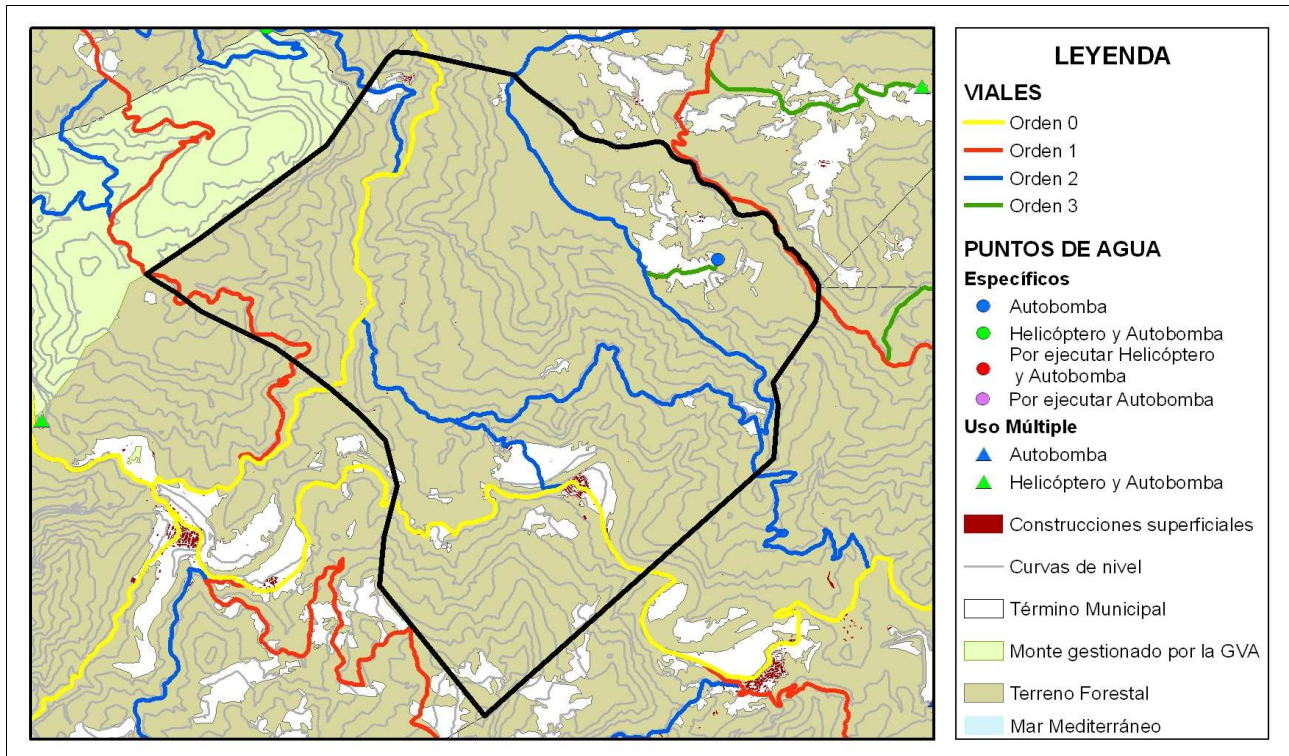 LEYENDA
VIALES
Orden 0
Orden 1
Orden 2
Orden 3
PUNTOS DE AGUA
Específicos
Autobomba
Helicóptero y Autobomba
Por ejecutar Helicóptero
y Autobomba
Por ejecutar Autobomba
Uso Múltiple
Autobomba
Helicóptero y Autobomba
Construcciones superficiales
Curvas de nivel
Término Municipal
Monte gestionado por la GVA
Terreno Forestal
Mar Mediterráneo